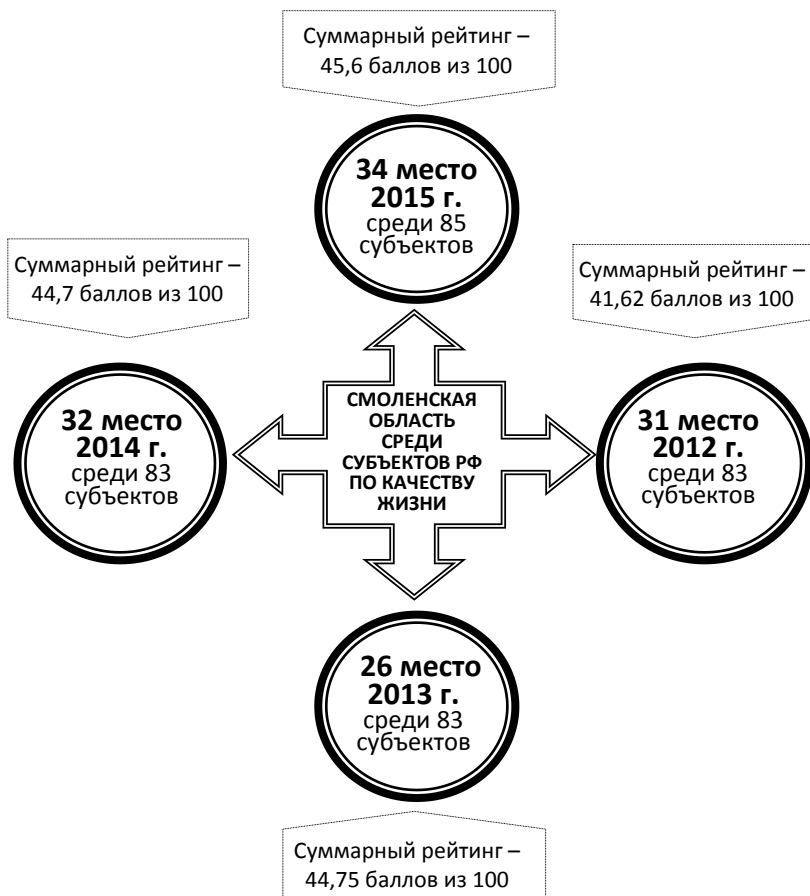 Суммарный рейтинг –
45,6 баллов из 100
34 место
2015 г.
среди 85
субъектов
Суммарный рейтинг –
44,7 баллов из 100
Суммарный рейтинг –
41,62 баллов из 100
32 место
2014 г.
среди 83
субъектов
СМОЛЕНСКАЯ
ОБЛАСТЬ
СРЕДИ
СУБЪЕКТОВ РФ
ПО КАЧЕСТВУ
ЖИЗНИ
31 место
2012 г.
среди 83
субъектов
26 место
2013 г.
среди 83
субъектов
Суммарный рейтинг –
44,75 баллов из 100